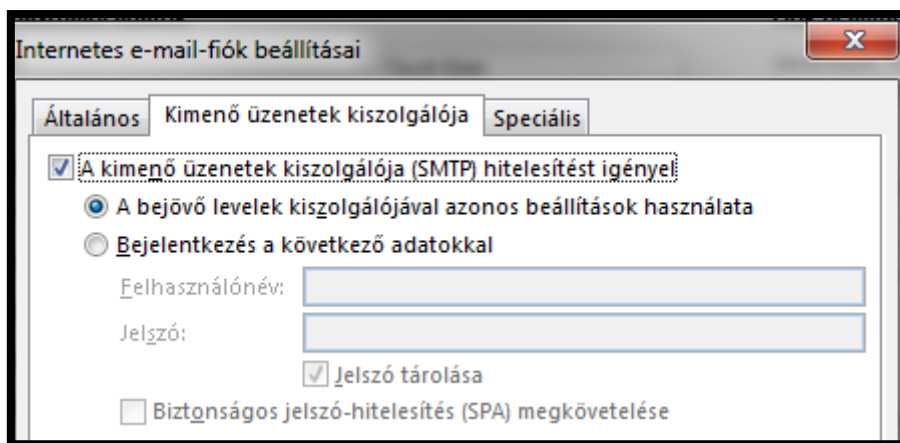 Internetes e-mail-fiók beállításai
Általános Kimenő üzenetek kiszolgálója Speciális
A kimenő üzenetek kiszolgálója (SMTP) hitelesítést igényel
A bejövő levelek kiszolgálójával azonos beállítások használata
Bejelentkezés a következő adatokkal
Felhasználónév:
Jelszó:
Jelszó tárolása
Biztonságos jelszó-hitelesítés (SPA) megkövetelése